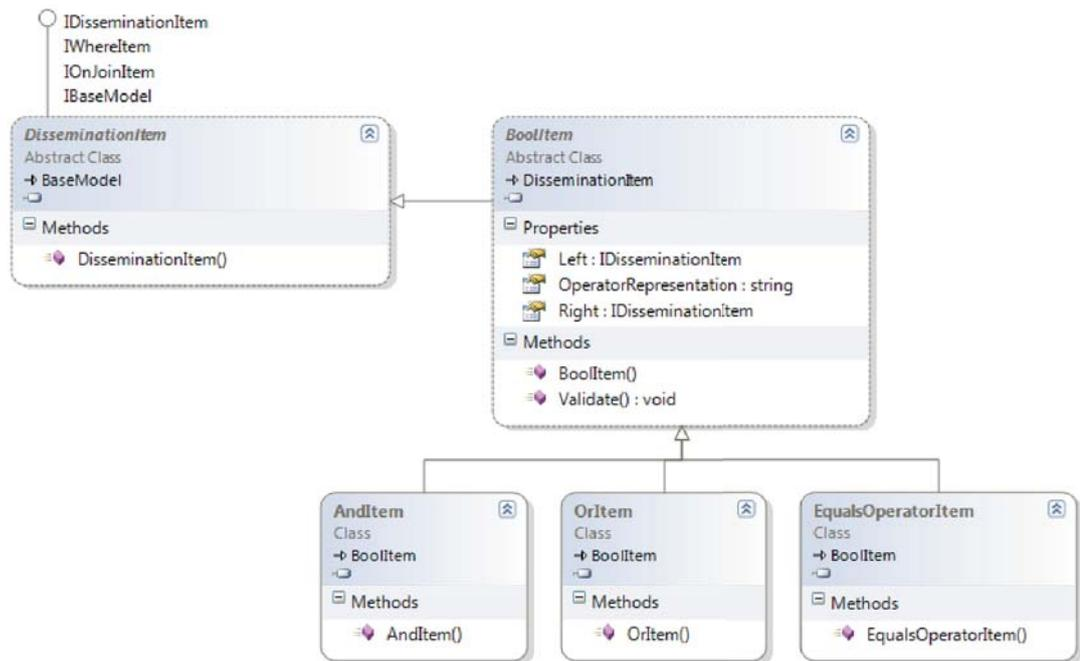 IDisseminationItem
IWhereItem
IOnJoinItem
IBaseModel
DisseminationItem
Abstract Class
BaseModel
Methods
DisseminationItem()
BoolItem
Abstract Class
DisseminationItem
Properties
Left : IDisseminationItem
OperatorRepresentation : string
Right : IDisseminationItem
Methods
BoolItem()
Validate() : void
AndItem
Class
BoolItem
Methods
AndItem()
OrItem
Class
BoolItem
Methods
OrItem()
EqualsOperatorItem
Class
BoolItem
Methods
EqualsOperatorItem()